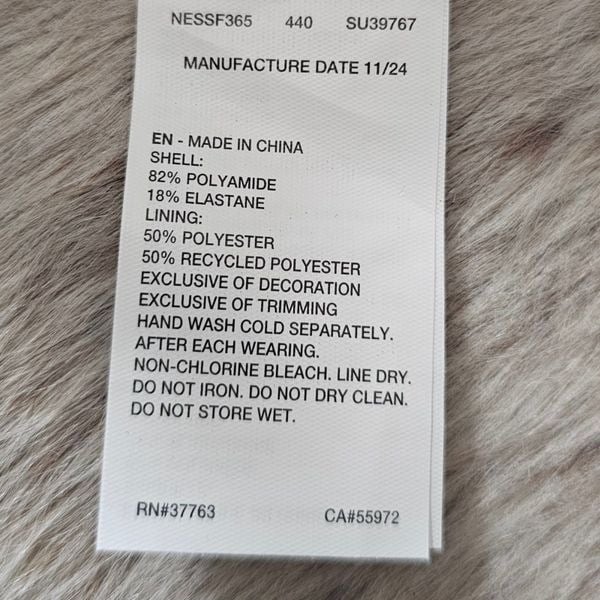 NESSF365 440 SU39767
MANUFACTURE DATE 11/24
EN - MADE IN CHINA
SHELL:
82% POLYAMIDE
18% ELASTANE
LINING:
50% POLYESTER
50% RECYCLED POLYESTER
EXCLUSIVE OF DECORATION
EXCLUSIVE OF TRIMMING
HAND WASH COLD SEPARATELY.
AFTER EACH WEARING.
NON-CHLORINE BLEACH. LINE DRY.
DO NOT IRON. DO NOT DRY CLEAN.
DO NOT STORE WET.
RN#37763 CA#55972